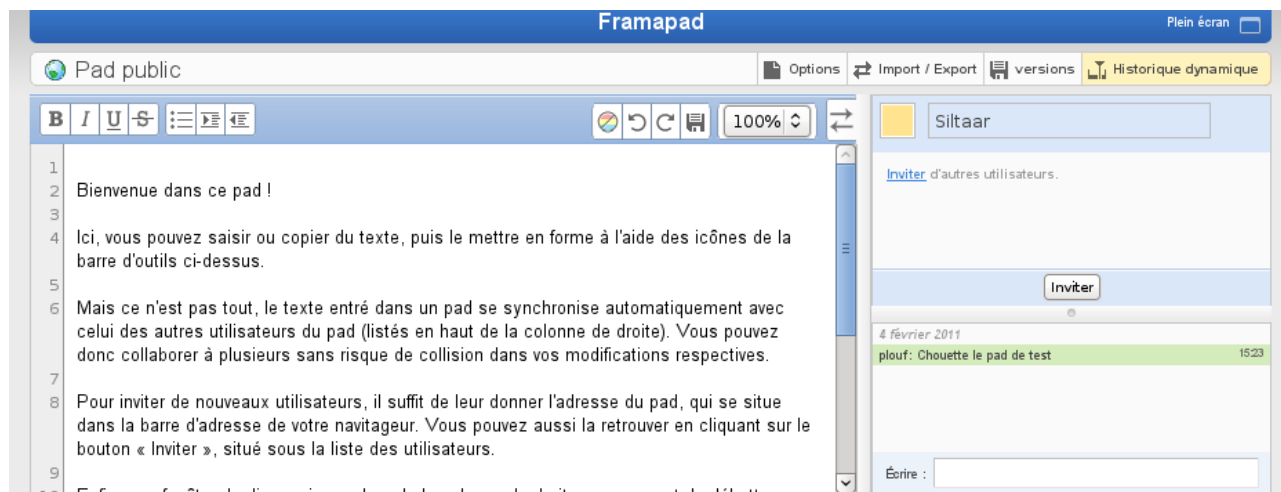 Framapad
Plein écran
Pad public
Options
Import / Export
versions
Historique dynamique
B I U S
100%
Siltaar
Inviter d'autres utilisateurs.
Inviter
1
2 Bienvenue dans ce pad !
3
4 Ici, vous pouvez saisir ou copier du texte, puis le mettre en forme à l'aide des icônes de la
barre d'outils ci-dessus.
5
6 Mais ce n'est pas tout, le texte entré dans un pad se synchronise automatiquement avec
celui des autres utilisateurs du pad (listés en haut de la colonne de droite). Vous pouvez
donc collaborer à plusieurs sans risque de collision dans vos modifications respectives.
7
8 Pour inviter de nouveaux utilisateurs, il suffit de leur donner l'adresse du pad, qui se situe
dans la barre d'adresse de votre navitageur. Vous pouvez aussi la retrouver en cliquant sur le
bouton « Inviter », situé sous la liste des utilisateurs.
9
4 février 2011
plouf: Chouette le pad de test 15:23
Écrire :